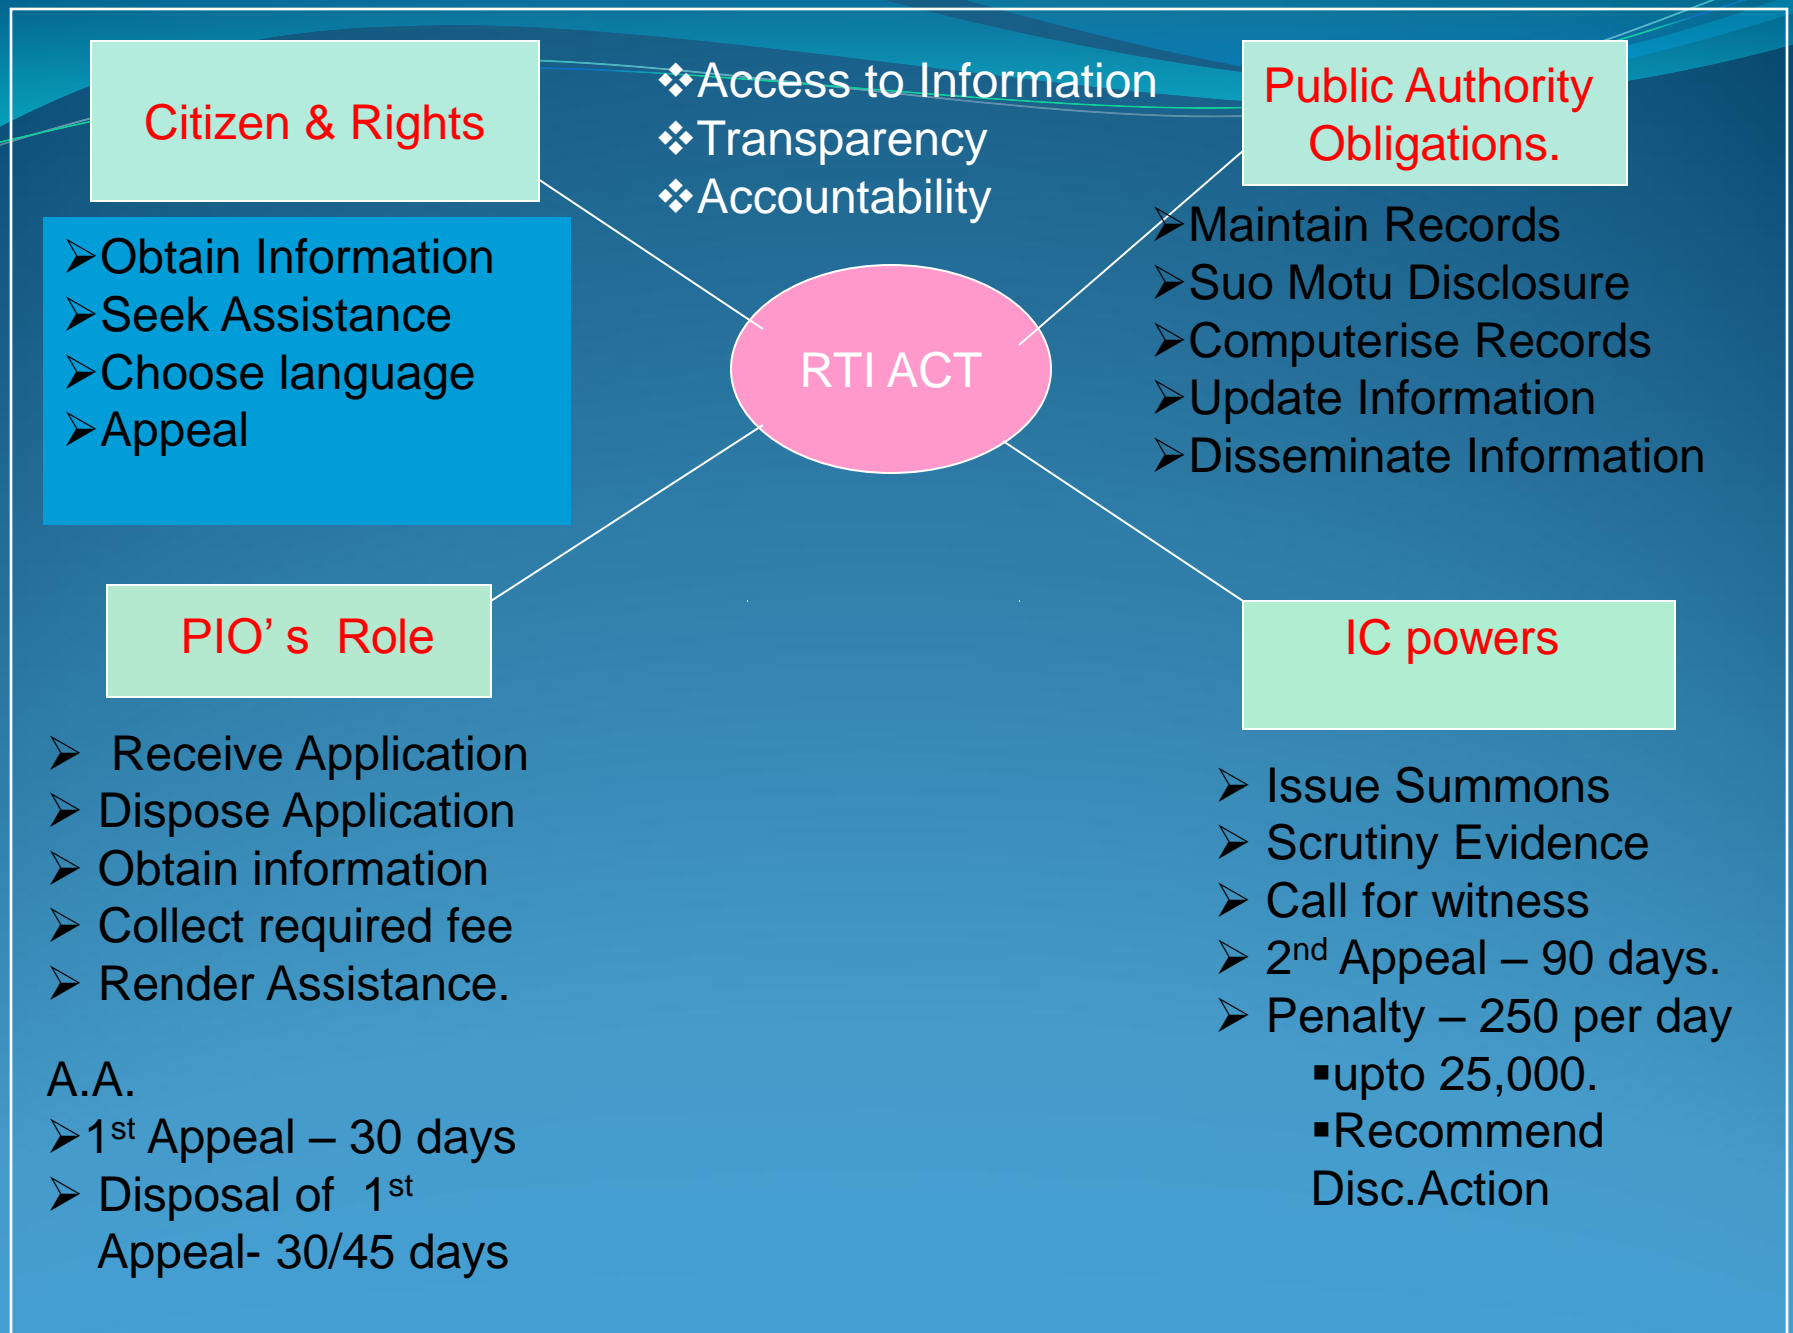 Citizen & Rights
➢Obtain Information
➢Seek Assistance
➢Choose language
➢Appeal
❖Access to Information
❖Transparency
❖Accountability
Public Authority
Obligations.
➢Maintain Records
➢Suo Motu Disclosure
➢Computerise Records
➢Update Information
➢Disseminate Information
RTI ACT
PIO’ s Role
➢ Receive Application
➢ Dispose Application
➢ Obtain information
➢ Collect required fee
➢ Render Assistance.
A.A.
➢1st Appeal – 30 days
➢ Disposal of 1st
Appeal- 30/45 days
IC powers
➢ Issue Summons
➢ Scrutiny Evidence
➢ Call for witness
➢ 2nd Appeal – 90 days.
➢ Penalty – 250 per day
▪upto 25,000.
▪Recommend
Disc.Action